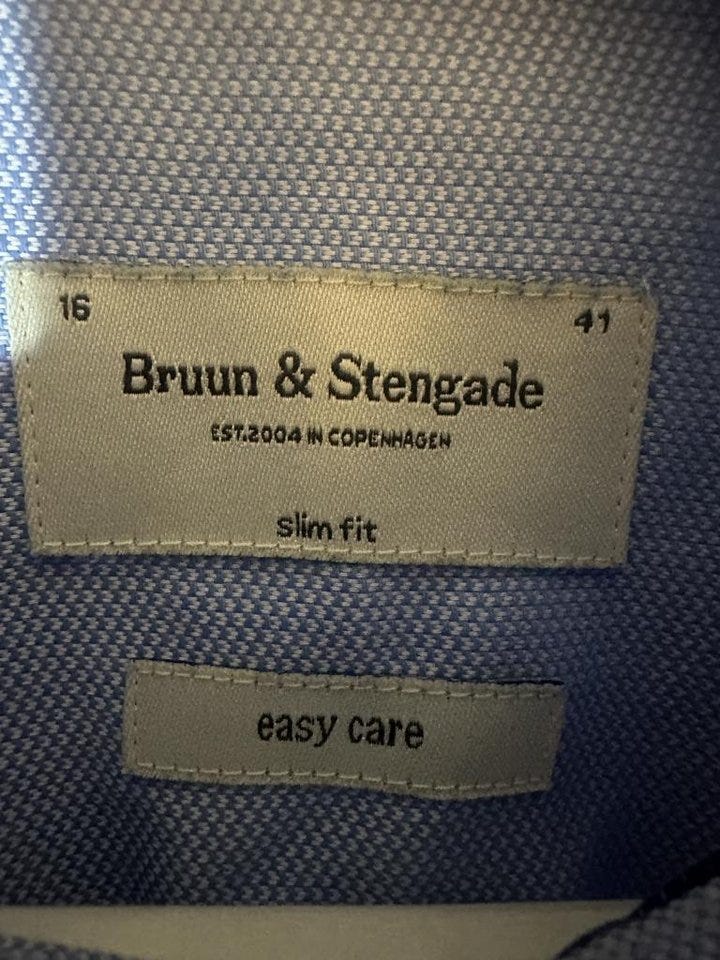 16 41
Bruun & Stengade
EST.2004 IN COPENHAGEN
slim fit
easy care